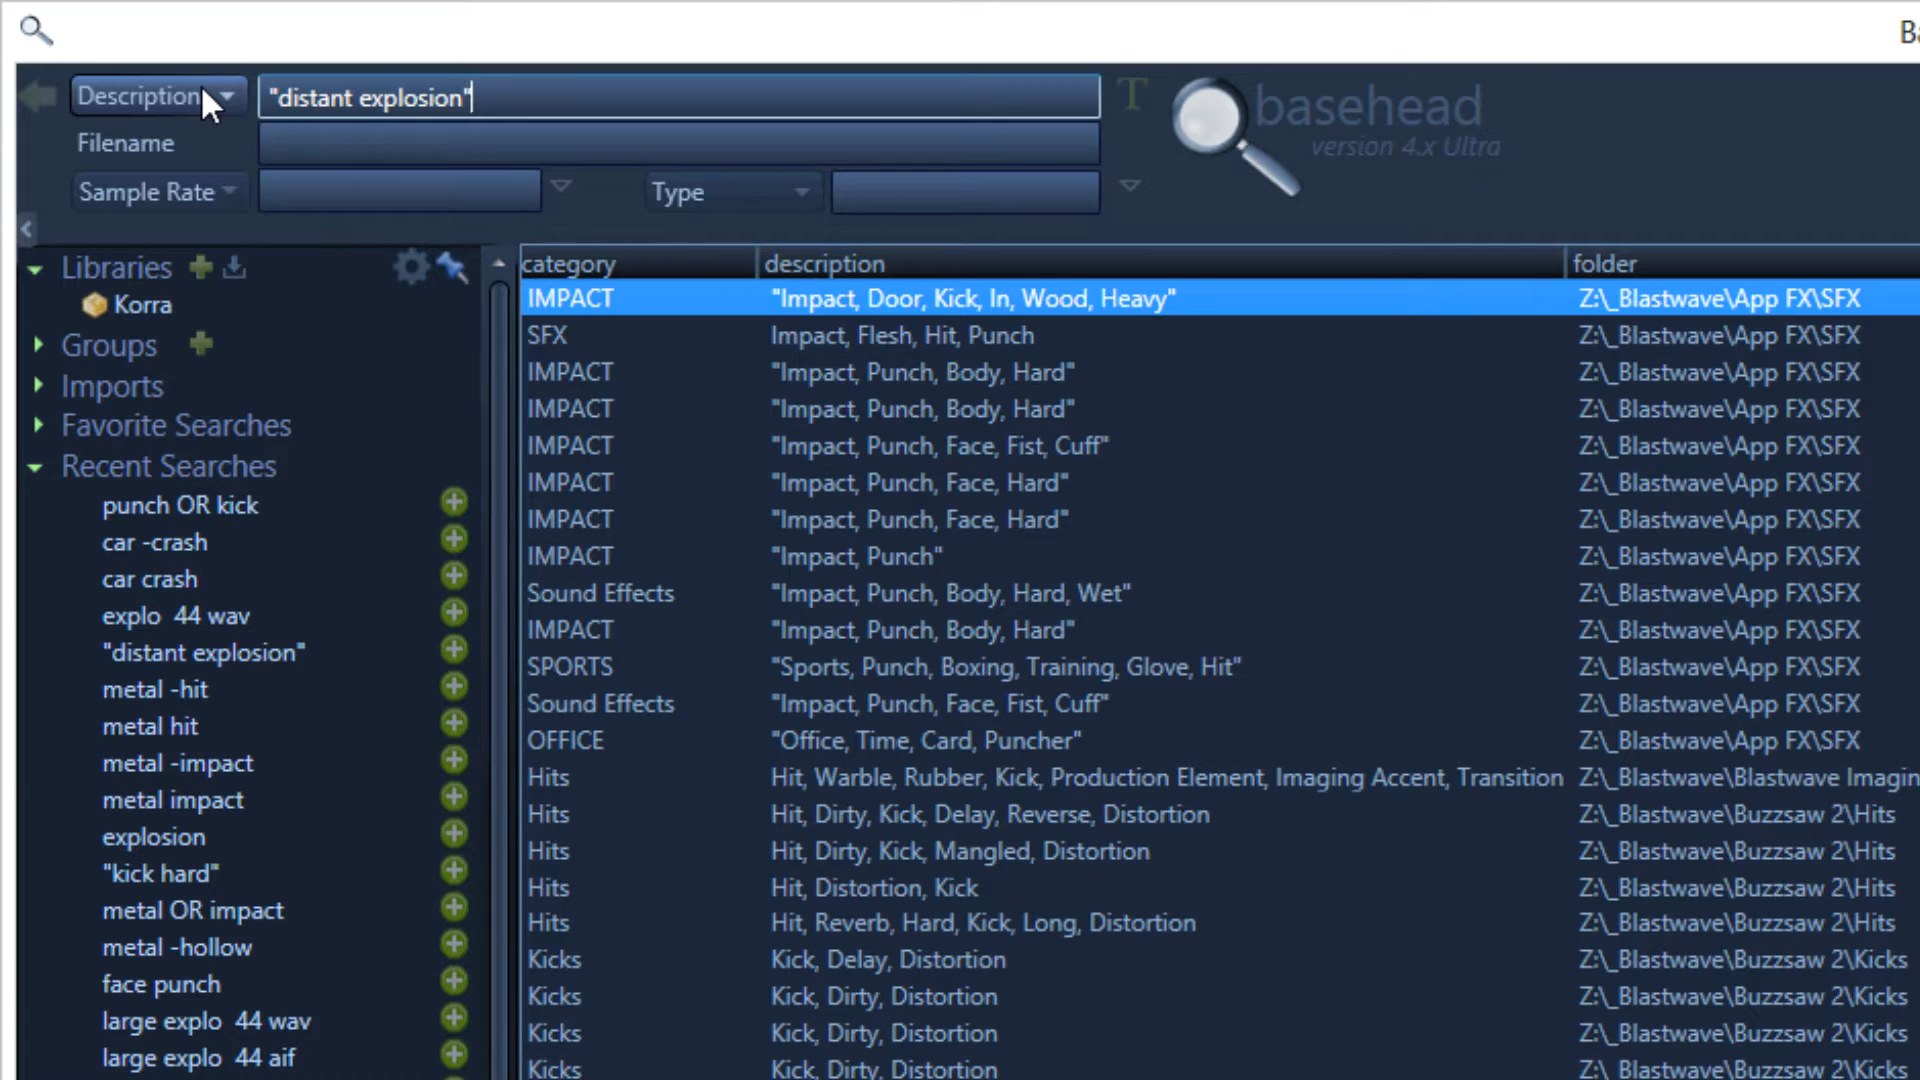 Ba
Description "distant explosion" T
basehead
version 4.x Ultra
Filename
Sample Rate Type
Libraries
Korra
Groups
Imports
Favorite Searches
Recent Searches
punch OR kick
car -crash
car crash
explo  44 wav
"distant explosion"
metal -hit
metal hit
metal -impact
metal impact
explosion
"kick hard"
metal OR impact
metal -hollow
face punch
large explo  44 wav
large explo  44 aif
category description folder
IMPACT "Impact, Door, Kick, In, Wood, Heavy" Z:\_Blastwave\App FX\SFX
SFX Impact, Flesh, Hit, Punch Z:\_Blastwave\App FX\SFX
IMPACT "Impact, Punch, Body, Hard" Z:\_Blastwave\App FX\SFX
IMPACT "Impact, Punch, Body, Hard" Z:\_Blastwave\App FX\SFX
IMPACT "Impact, Punch, Face, Fist, Cuff" Z:\_Blastwave\App FX\SFX
IMPACT "Impact, Punch, Face, Hard" Z:\_Blastwave\App FX\SFX
IMPACT "Impact, Punch, Face, Hard" Z:\_Blastwave\App FX\SFX
IMPACT "Impact, Punch" Z:\_Blastwave\App FX\SFX
Sound Effects "Impact, Punch, Body, Hard, Wet" Z:\_Blastwave\App FX\SFX
IMPACT "Impact, Punch, Body, Hard" Z:\_Blastwave\App FX\SFX
SPORTS "Sports, Punch, Boxing, Training, Glove, Hit" Z:\_Blastwave\App FX\SFX
Sound Effects "Impact, Punch, Face, Fist, Cuff" Z:\_Blastwave\App FX\SFX
OFFICE "Office, Time, Card, Puncher" Z:\_Blastwave\App FX\SFX
Hits Hit, Warble, Rubber, Kick, Production Element, Imaging Accent, Transition Z:\_Blastwave\Blastwave Imagin
Hits Hit, Dirty, Kick, Delay, Reverse, Distortion Z:\_Blastwave\Buzzsaw 2\Hits
Hits Hit, Dirty, Kick, Mangled, Distortion Z:\_Blastwave\Buzzsaw 2\Hits
Hits Hit, Distortion, Kick Z:\_Blastwave\Buzzsaw 2\Hits
Hits Hit, Reverb, Hard, Kick, Long, Distortion Z:\_Blastwave\Buzzsaw 2\Hits
Kicks Kick, Delay, Distortion Z:\_Blastwave\Buzzsaw 2\Kicks
Kicks Kick, Dirty, Distortion Z:\_Blastwave\Buzzsaw 2\Kicks
Kicks Kick, Dirty, Distortion Z:\_Blastwave\Buzzsaw 2\Kicks
Kicks Kick, Dirty, Distortion Z:\_Blastwave\Buzzsaw 2\Kicks